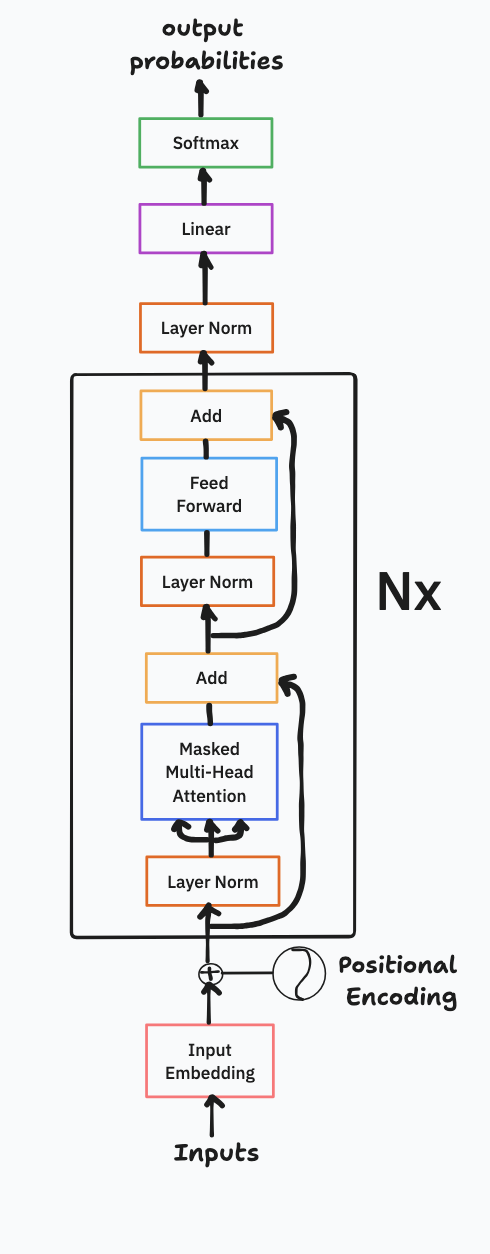 output
probabilities
Softmax
Linear
Layer Norm
Add
Feed
Forward
Layer Norm
Nx
Add
Masked
Multi-Head
Attention
Layer Norm
Positional
Encoding
Input
Embedding
Inputs